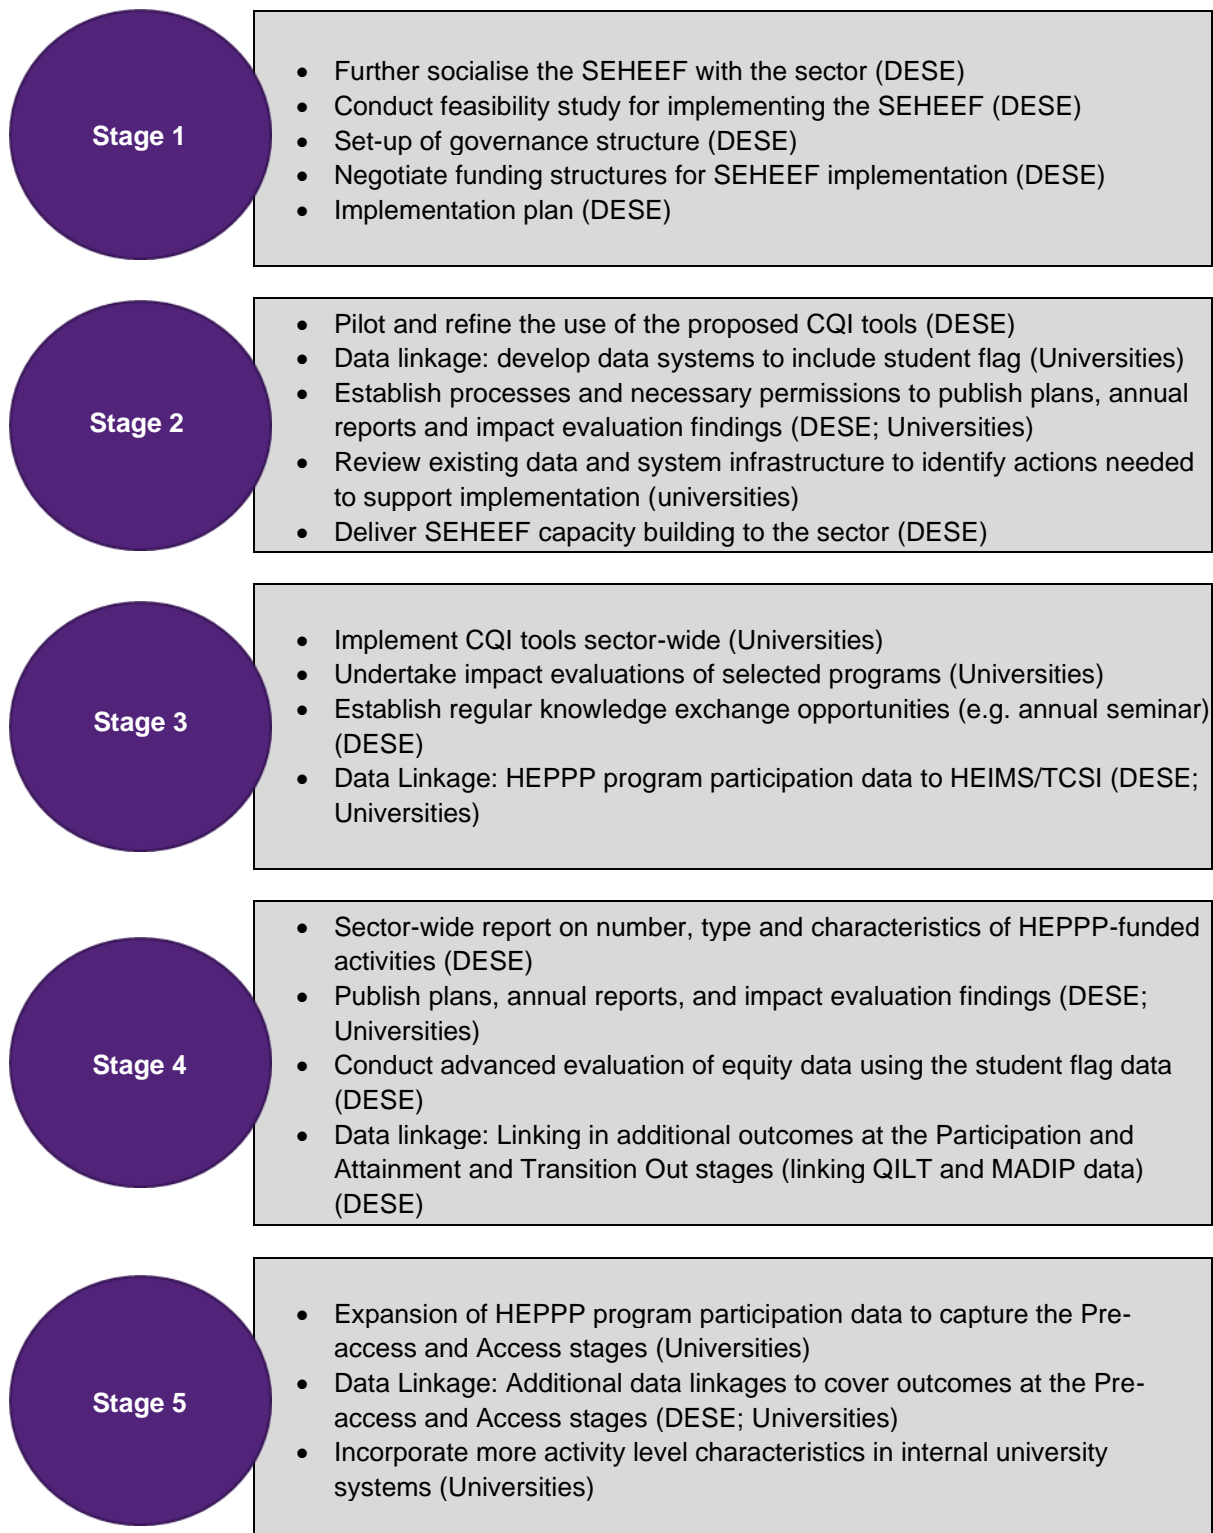 Stage 1
• Further socialise the SEHEEF with the sector (DESE)
• Conduct feasibility study for implementing the SEHEEF (DESE)
• Set-up of governance structure (DESE)
• Negotiate funding structures for SEHEEF implementation (DESE)
• Implementation plan (DESE)
Stage 2
• Pilot and refine the use of the proposed CQI tools (DESE)
• Data linkage: develop data systems to include student flag (Universities)
• Establish processes and necessary permissions to publish plans, annual
reports and impact evaluation findings (DESE; Universities)
• Review existing data and system infrastructure to identify actions needed
to support implementation (universities)
• Deliver SEHEEF capacity building to the sector (DESE)
Stage 3
• Implement CQI tools sector-wide (Universities)
• Undertake impact evaluations of selected programs (Universities)
• Establish regular knowledge exchange opportunities (e.g. annual seminar)
(DESE)
• Data Linkage: HEPPP program participation data to HEIMS/TCSI (DESE;
Universities)
Stage 4
• Sector-wide report on number, type and characteristics of HEPPP-funded
activities (DESE)
• Publish plans, annual reports, and impact evaluation findings (DESE;
Universities)
• Conduct advanced evaluation of equity data using the student flag data
(DESE)
• Data linkage: Linking in additional outcomes at the Participation and
Attainment and Transition Out stages (linking QILT and MADIP data)
(DESE)
Stage 5
• Expansion of HEPPP program participation data to capture the Pre-
access and Access stages (Universities)
• Data Linkage: Additional data linkages to cover outcomes at the Pre-
access and Access stages (DESE; Universities)
• Incorporate more activity level characteristics in internal university
systems (Universities)